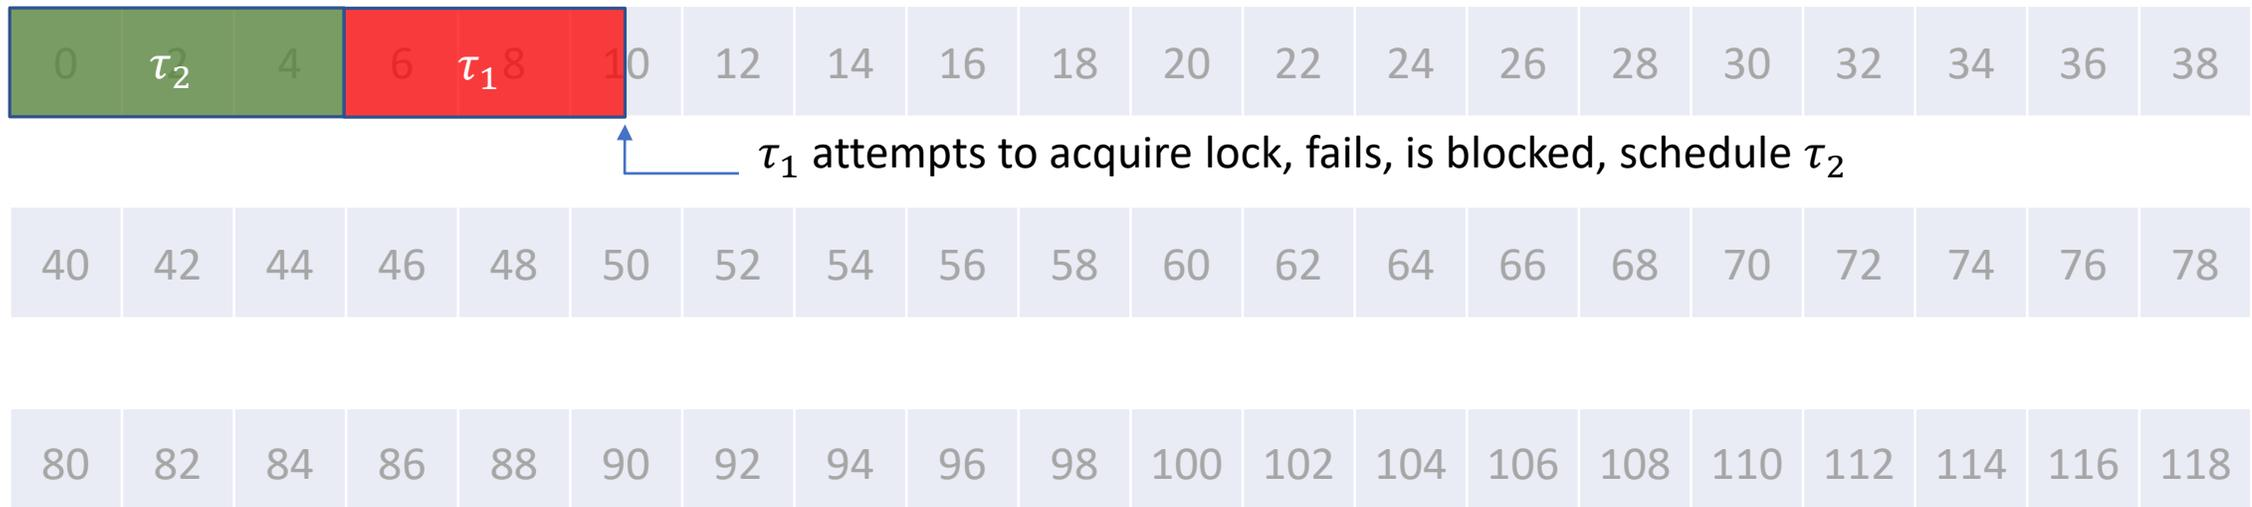 0 2 4 6 8 10 12 14 16 18 20 22 24 26 28 30 32 34 36 38
τ₂ τ₁
τ₁ attempts to acquire lock, fails, is blocked, schedule τ₂
40 42 44 46 48 50 52 54 56 58 60 62 64 66 68 70 72 74 76 78
80 82 84 86 88 90 92 94 96 98 100 102 104 106 108 110 112 114 116 118